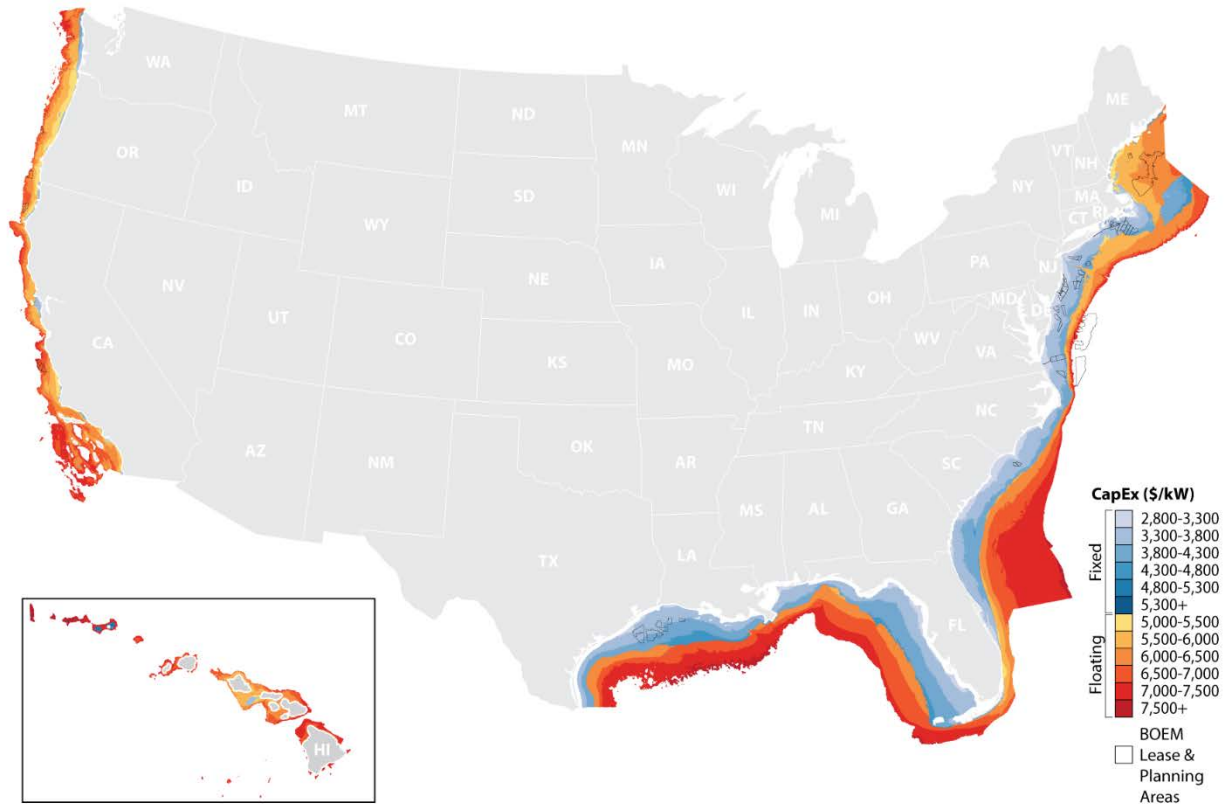 WA
MT
ND
MN
ME
OR
ID
WY
SD
WI
MI
VT
NH
NY
MA
CT
RI
NV
UT
CO
NE
IA
PA
NJ
CA
KS
MO
IL
IN
OH
MD
DE
WV
VA
KY
AZ
NM
OK
AR
TN
NC
SC
TX
LA
MS
AL
GA
FL
HI
CapEx ($/kW)
Fixed
2,800-3,300
3,300-3,800
3,800-4,300
4,300-4,800
4,800-5,300
5,300+
Floating
5,000-5,500
5,500-6,000
6,000-6,500
6,500-7,000
7,000-7,500
7,500+
BOEM
Lease &
Planning
Areas